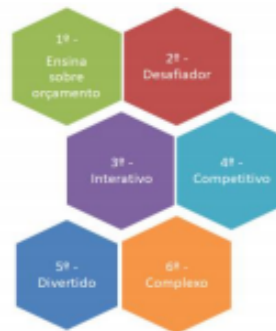 1º -
Ensina
sobre
orçamento
2º -
Desafiador
3º -
Interativo
4º -
Competitivo
5º -
Divertido
6º -
Complexo